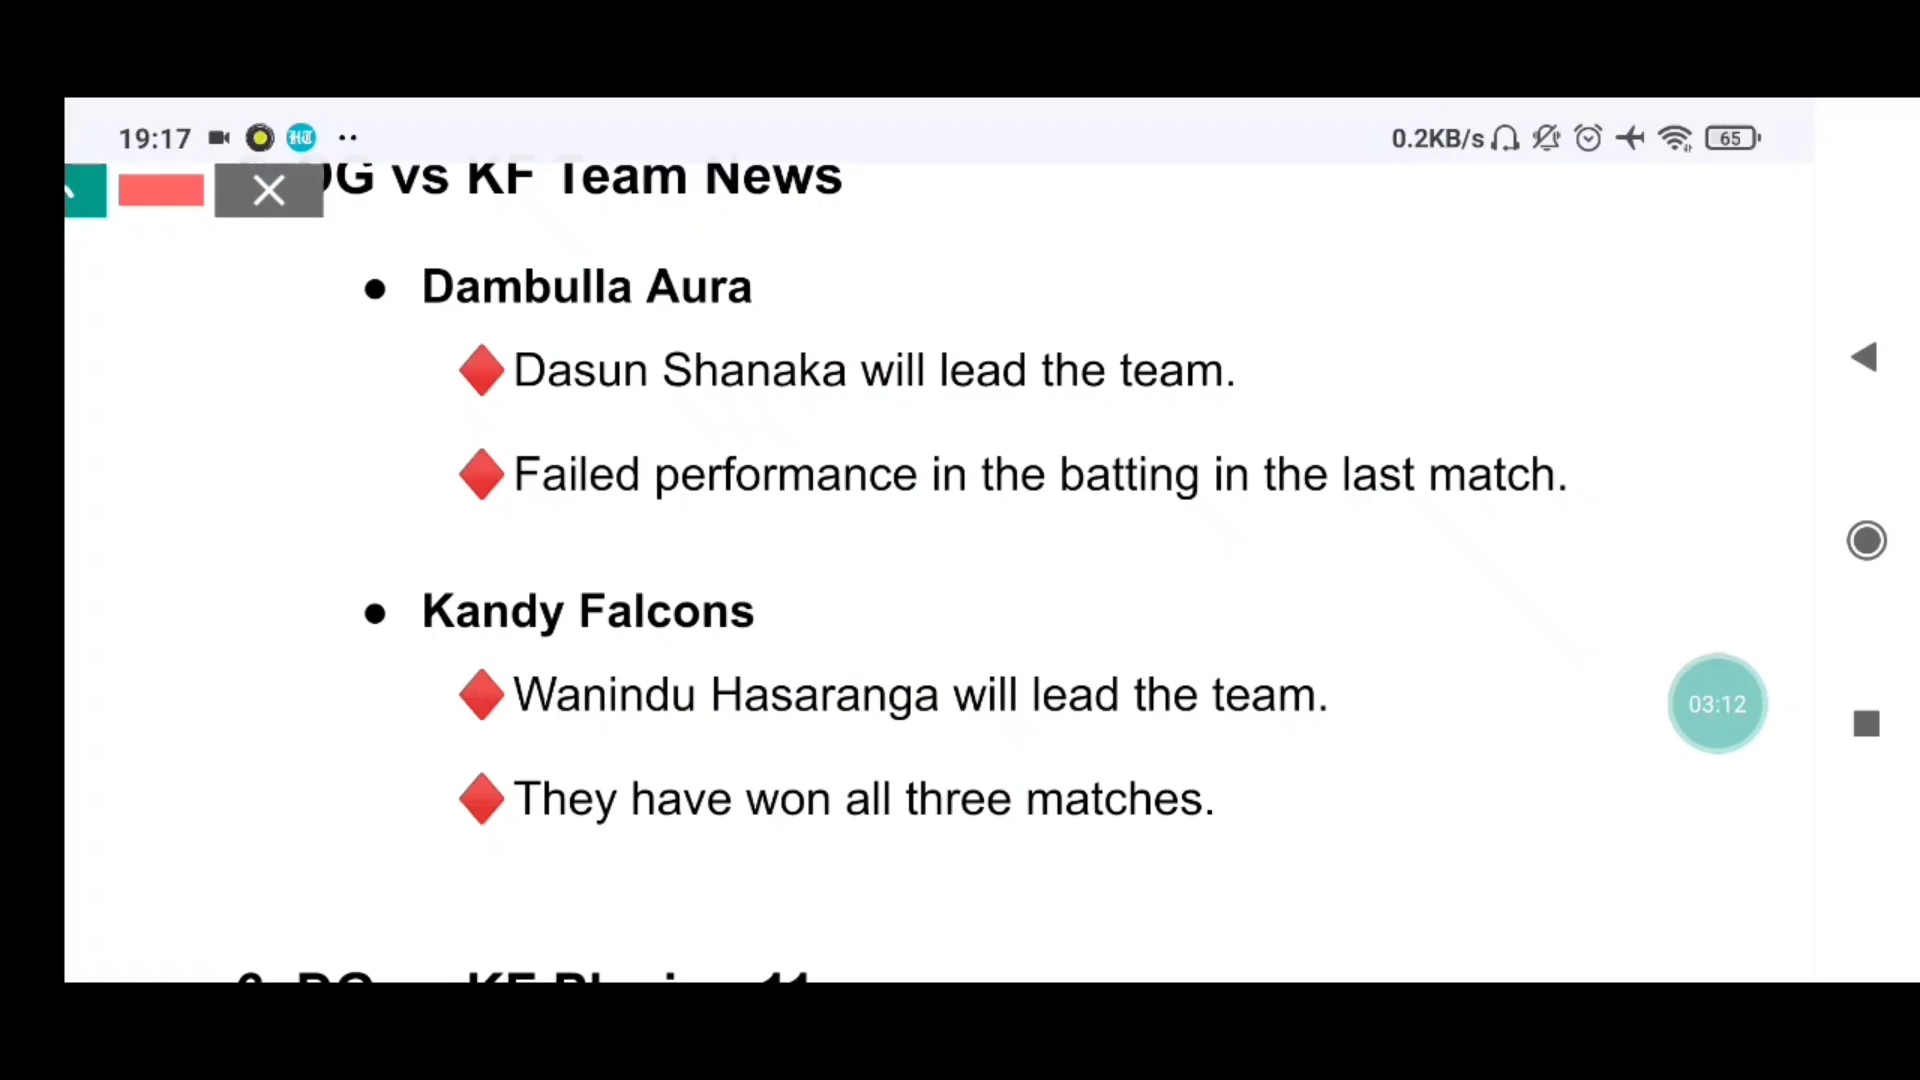 19:17 HT 0.2KB/s 65
DG vs KF Team News
● Dambulla Aura
♦Dasun Shanaka will lead the team.
♦Failed performance in the batting in the last match.
● Kandy Falcons
♦Wanindu Hasaranga will lead the team.
03:12
♦They have won all three matches.